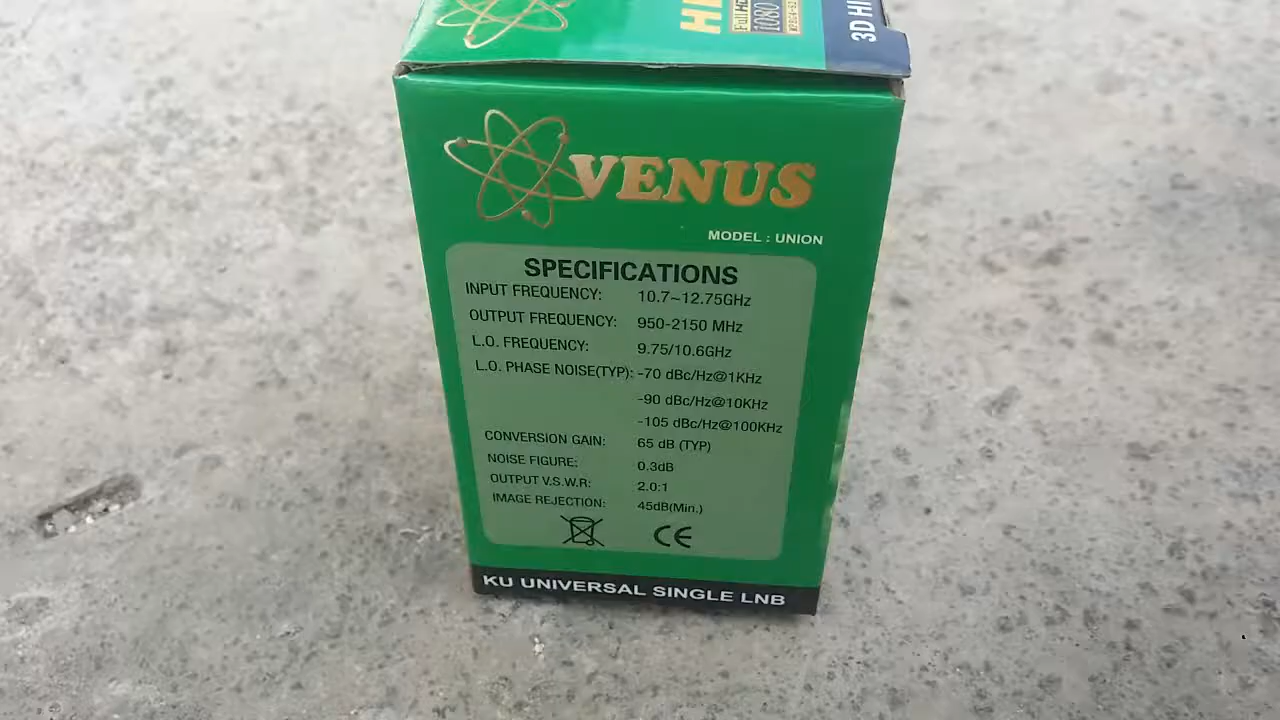 3D HI
VENUS
MODEL : UNION
SPECIFICATIONS
INPUT FREQUENCY: 10.7~12.75GHz
OUTPUT FREQUENCY: 950-2150 MHz
L.O. FREQUENCY: 9.75/10.6GHz
L.O. PHASE NOISE(TYP): -70 dBc/Hz@1KHz
-90 dBc/Hz@10KHz
-105 dBc/Hz@100KHz
CONVERSION GAIN: 65 dB (TYP)
NOISE FIGURE: 0.3dB
OUTPUT V.S.W.R: 2.0:1
IMAGE REJECTION: 45dB(Min.)
CE
KU UNIVERSAL SINGLE LNB